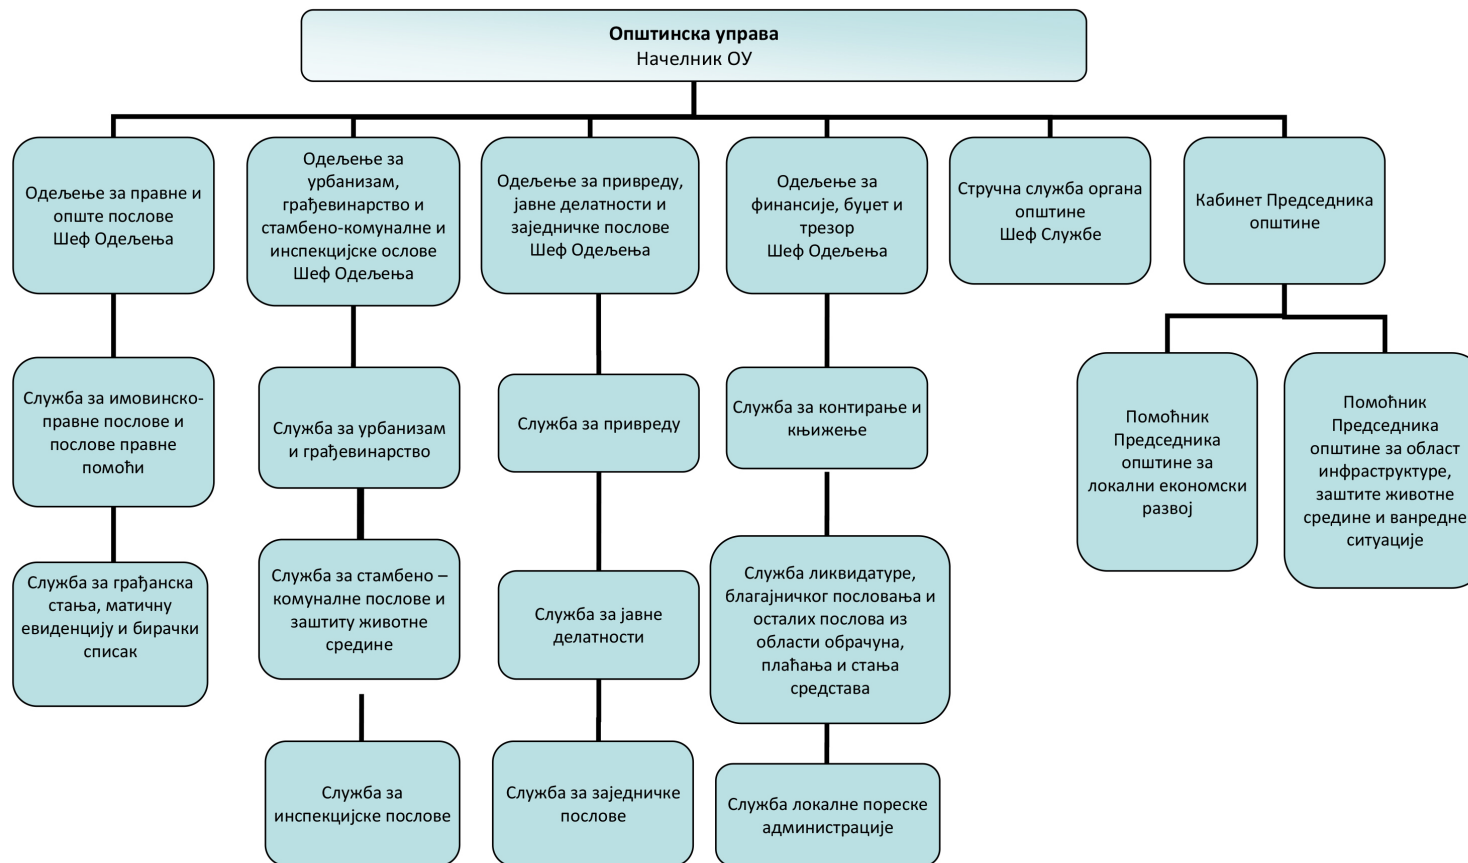 Општинска управа
Начелник ОУ
Одељење за правне и
опште послове
Шеф Одељења
Одељење за
урбанизам,
грађевинарство и
стамбено-комуналне и
инспекцијске ослове
Шеф Одељења
Одељење за привреду,
јавне делатности и
заједничке послове
Шеф Одељења
Одељење за
финансије, буџет и
трезор
Шеф Одељења
Стручна служба органа
општине
Шеф Службе
Кабинет Председника
општине
Служба за имовинско-
правне послове и
послове правне
помоћи
Служба за урбанизам
и грађевинарство
Служба за привреду
Служба за контирање и
књижење
Помоћник
Председника
општине за
локални економски
развој
Помоћник
Председника
општине за област
инфраструктуре,
заштите животне
средине и ванредне
ситуације
Служба за грађанска
стања, матичну
евиденцију и бирачки
списак
Служба за стамбено –
комуналне послове и
заштиту животне
средине
Служба за јавне
делатности
Служба ликвидатуре,
благајничког пословања и
осталих послова из
области обрачуна,
плаћања и стања
средстава
Служба за
инспекцијске послове
Служба за заједничке
послове
Служба локалне пореске
администрације